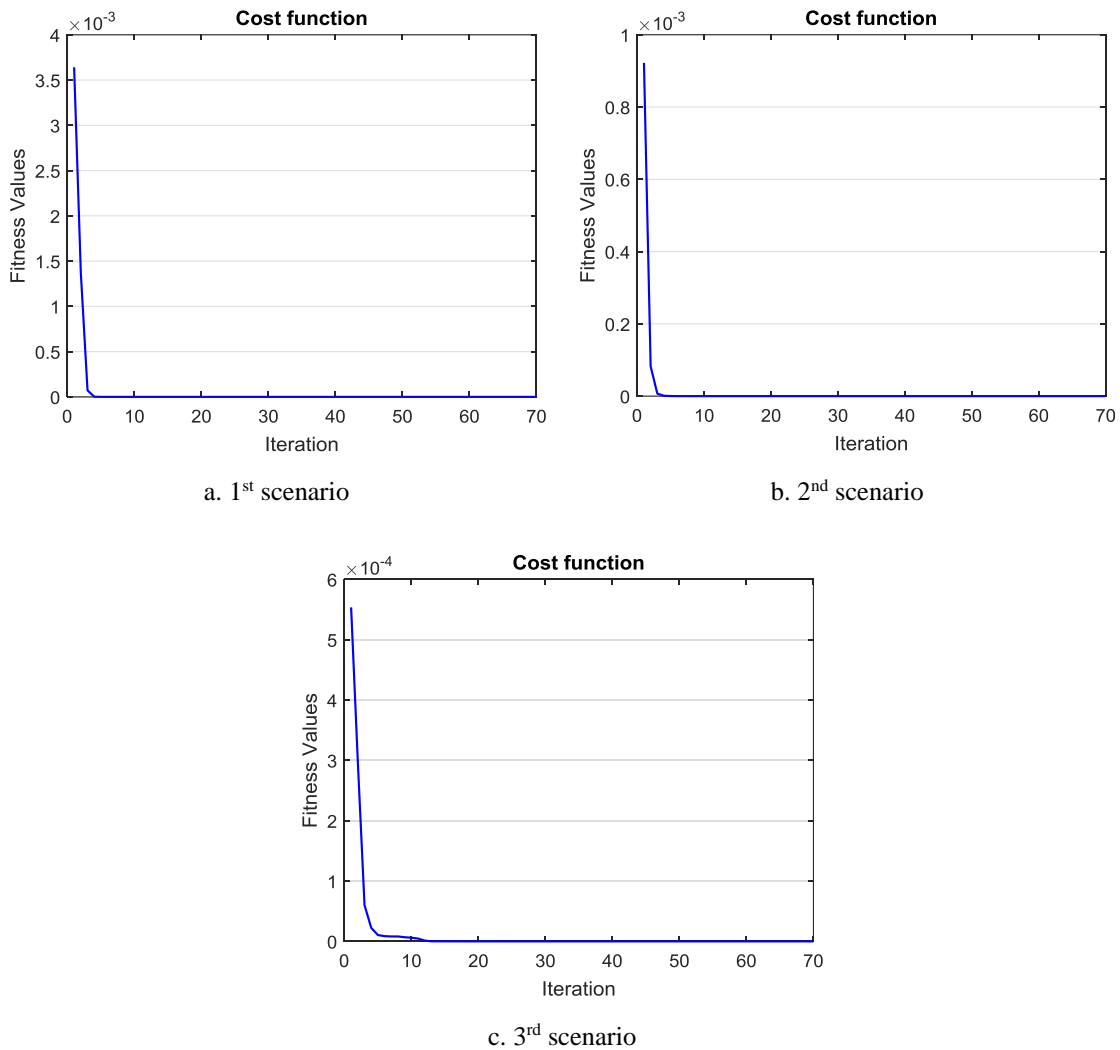 Cost function
×10⁻³
4
3.5
3
2.5
2
1.5
1
0.5
0
Fitness Values
0 10 20 30 40 50 60 70
Iteration
a. 1ˢᵗ scenario
Cost function
×10⁻³
1
0.8
0.6
0.4
0.2
0
Fitness Values
0 10 20 30 40 50 60 70
Iteration
b. 2ⁿᵈ scenario
Cost function
×10⁻⁴
6
5
4
3
2
1
0
Fitness Values
0 10 20 30 40 50 60 70
Iteration
c. 3ʳᵈ scenario